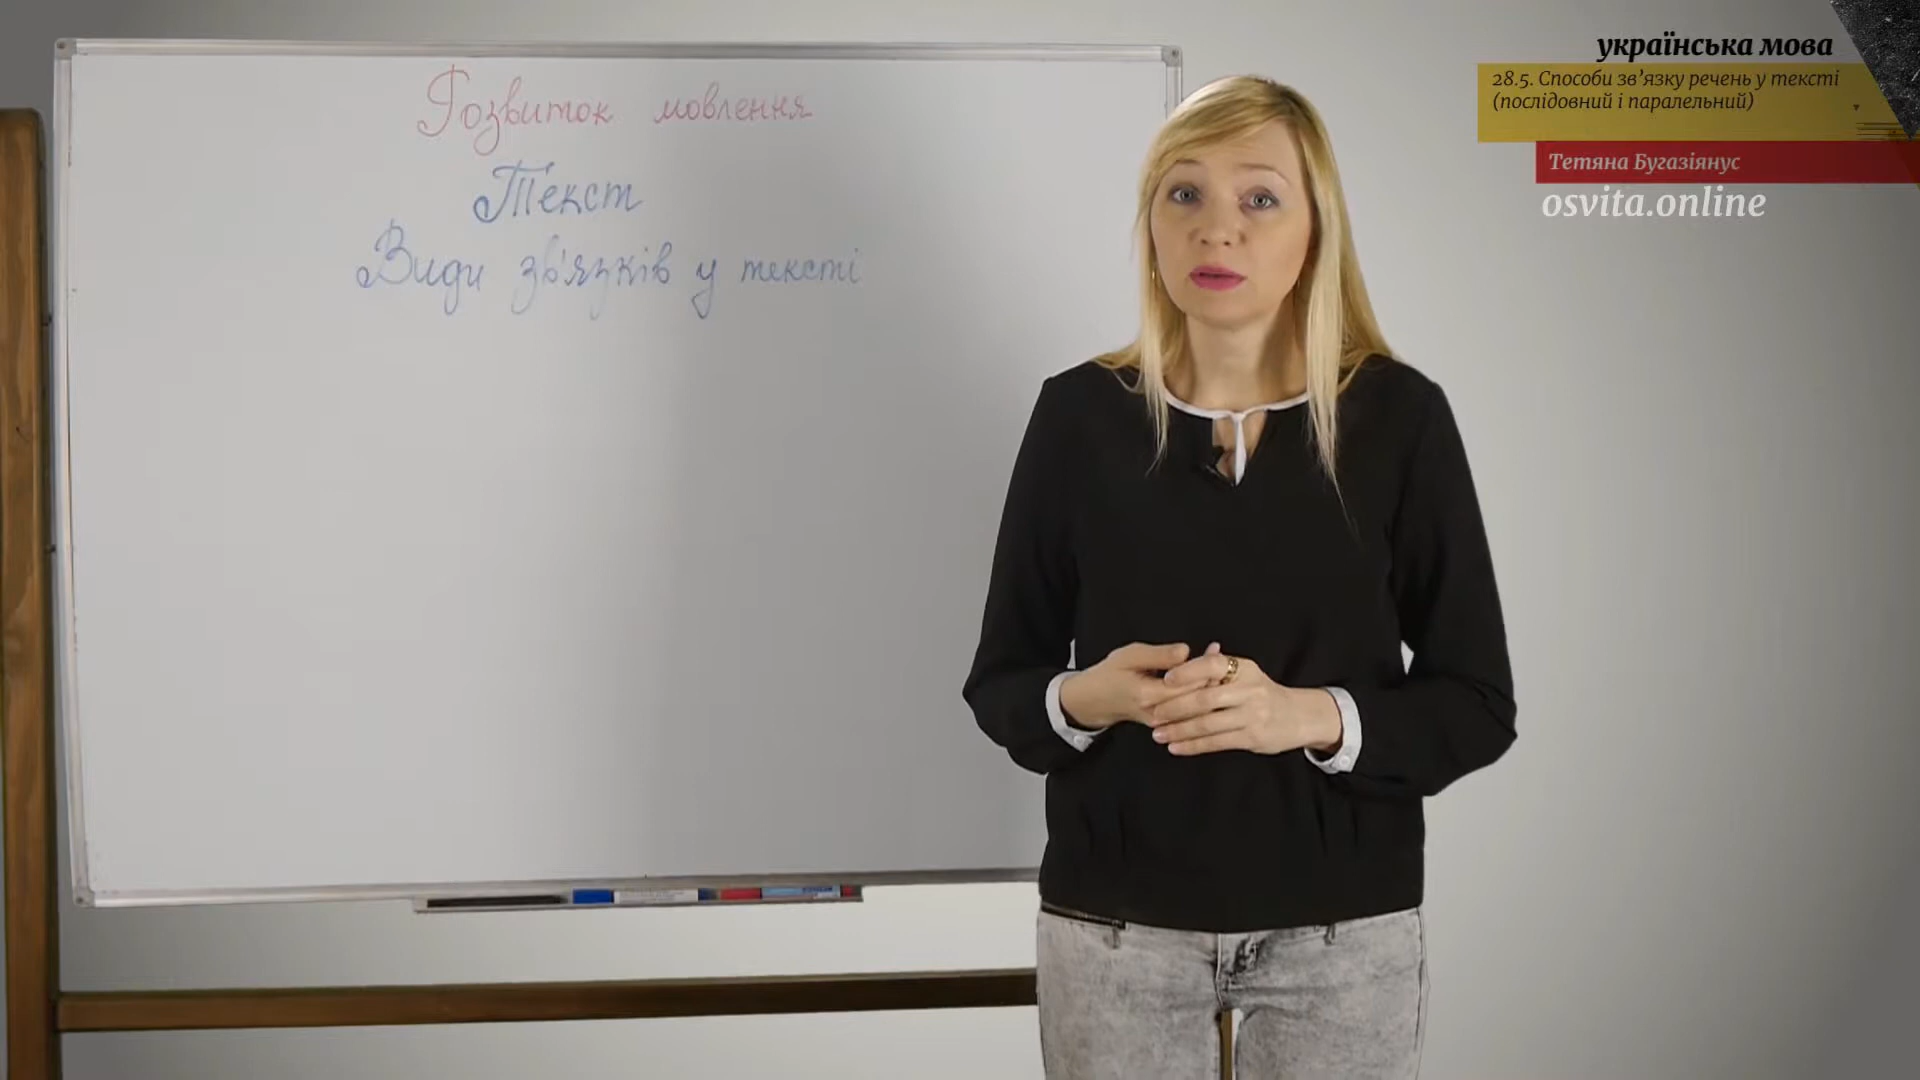 Розвиток мовлення
Текст
Види зв'язків у тексті
українська мова
28.5. Способи зв’язку речень у тексті
(послідовний і паралельний)
Тетяна Бугазіянус
osvita.online